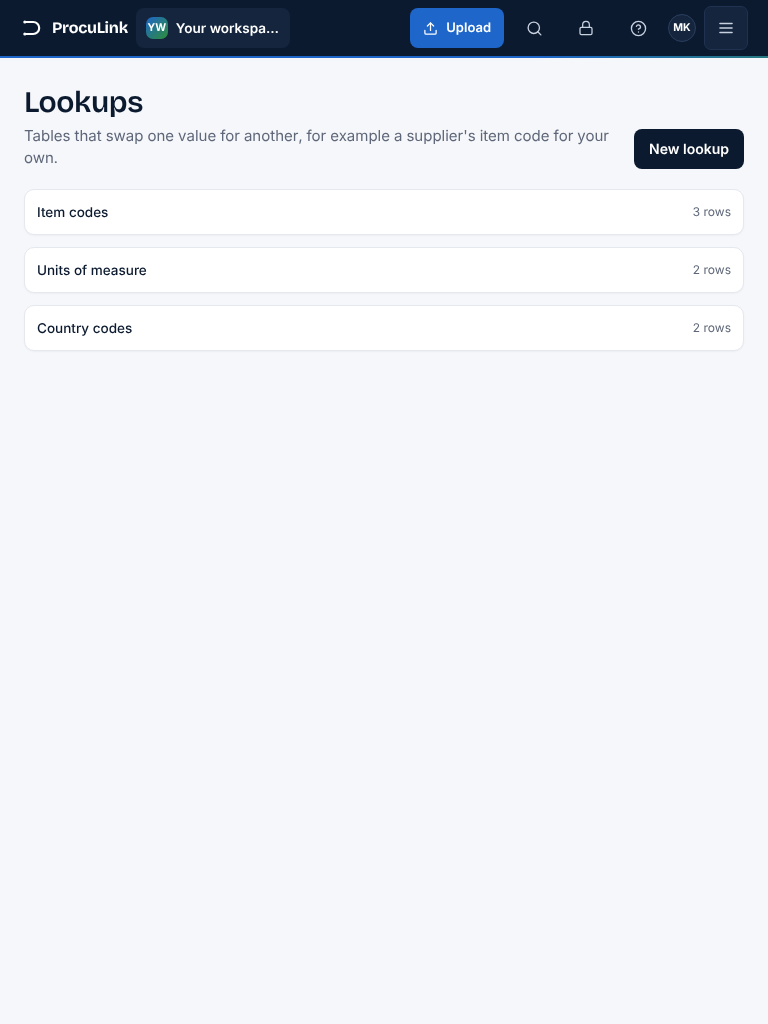 ProcuLink
YW
Your workspa...
Upload
MK
Lookups
Tables that swap one value for another, for example a supplier's item code for your
own.
New lookup
Item codes
3 rows
Units of measure
2 rows
Country codes
2 rows